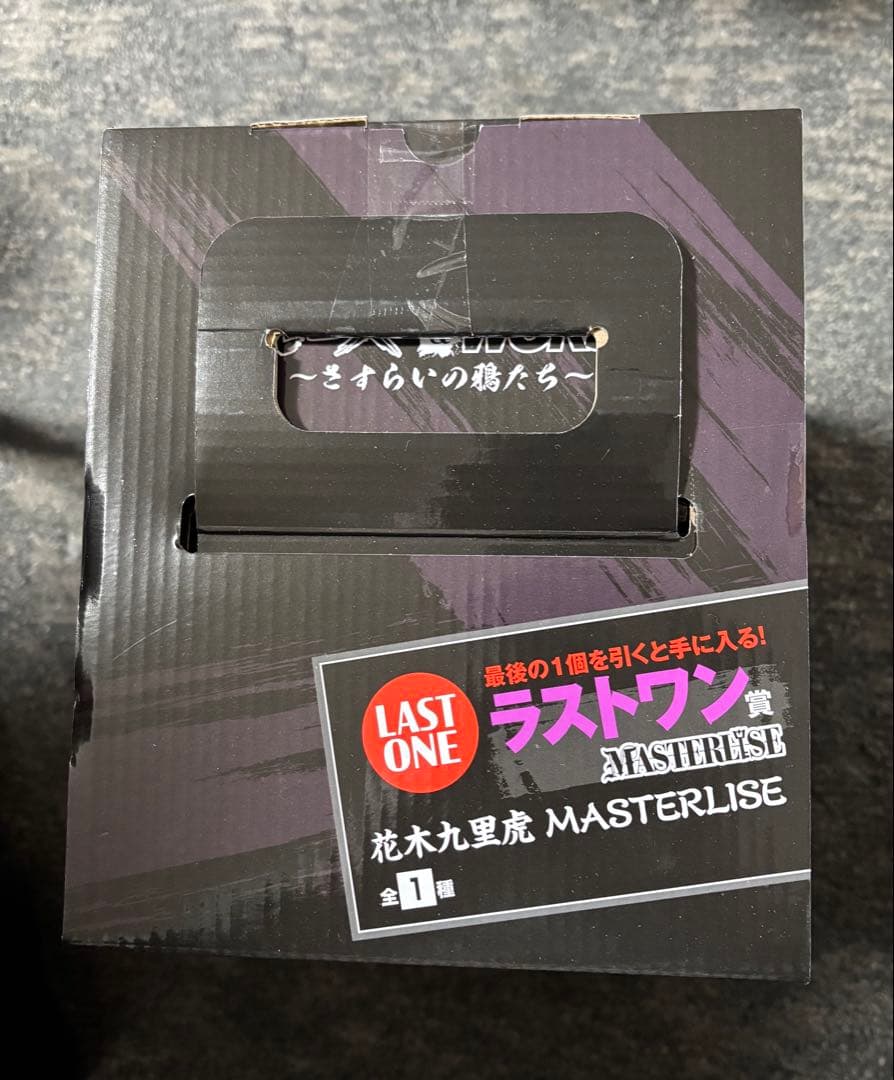 ～さすらいの鴉たち～
最後の1個を引くと手に入る!
LAST ONE
ラストワン賞
MASTERLISE
花木九里虎 MASTERLISE
全1種